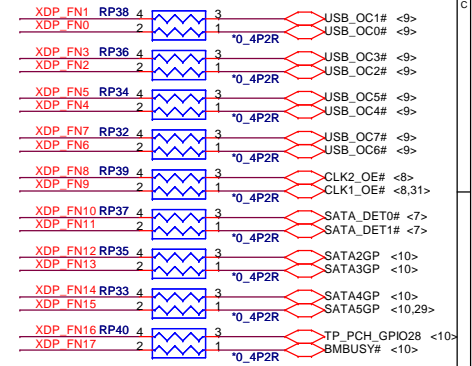 C
XDP_FN1 RP38 4 3 USB_OC1# <9>
XDP_FN0 2 1 USB_OC0# <9>
*0_4P2R
XDP_FN3 RP36 4 3 USB_OC3# <9>
XDP_FN2 2 1 USB_OC2# <9>
*0_4P2R
XDP_FN5 RP34 4 3 USB_OC5# <9>
XDP_FN4 2 1 USB_OC4# <9>
*0_4P2R
XDP_FN7 RP32 4 3 USB_OC7# <9>
XDP_FN6 2 1 USB_OC6# <9>
*0_4P2R
XDP_FN8 RP39 4 3 CLK2_OE# <8>
XDP_FN9 2 1 CLK1_OE# <8,31>
*0_4P2R
XDP_FN10 RP37 4 3 SATA_DET0# <7>
XDP_FN11 2 1 SATA_DET1# <7>
*0_4P2R
XDP_FN12 RP35 4 3 SATA2GP <10>
XDP_FN13 2 1 SATA3GP <10>
*0_4P2R
XDP_FN14 RP33 4 3 SATA4GP <10>
XDP_FN15 2 1 SATA5GP <10,29>
*0_4P2R
XDP_FN16 RP40 4 3 TP_PCH_GPIO28 <10>
XDP_FN17 2 1 BMBUSY# <10>
*0_4P2R